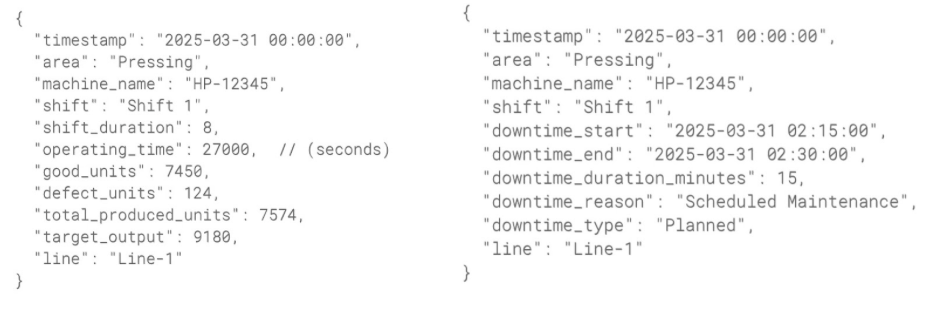 {
"timestamp": "2025-03-31 00:00:00",
"area": "Pressing",
"machine_name": "HP-12345",
"shift": "Shift 1",
"shift_duration": 8,
"operating_time": 27000,  // (seconds)
"good_units": 7450,
"defect_units": 124,
"total_produced_units": 7574,
"target_output": 9180,
"line": "Line-1"
}
{
"timestamp": "2025-03-31 00:00:00",
"area": "Pressing",
"machine_name": "HP-12345",
"shift": "Shift 1",
"downtime_start": "2025-03-31 02:15:00",
"downtime_end": "2025-03-31 02:30:00",
"downtime_duration_minutes": 15,
"downtime_reason": "Scheduled Maintenance",
"downtime_type": "Planned",
"line": "Line-1"
}